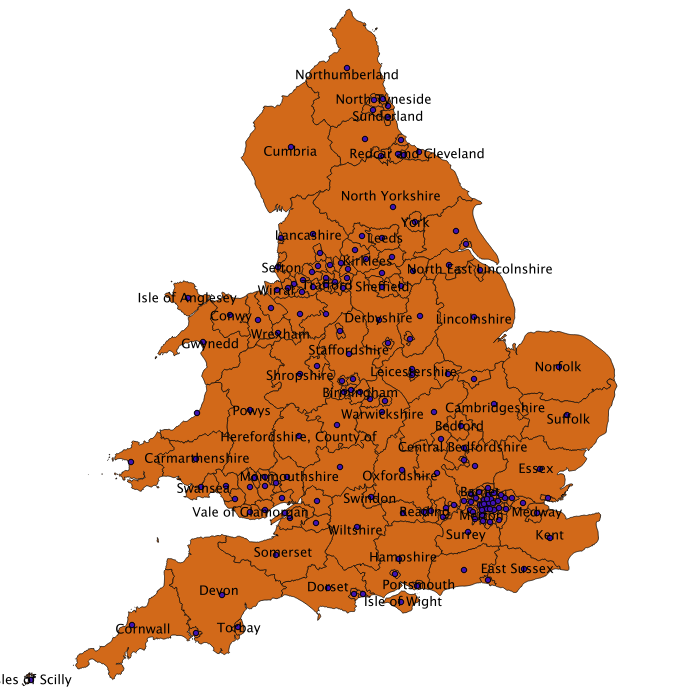 Northumberland
North Tyneside
Sunderland
Cumbria
Redcar and Cleveland
North Yorkshire
York
Lancashire
Leeds
Kirklees
Sefton
North East Lincolnshire
Wirral
Trafford
Sheffield
Isle of Anglesey
Conwy
Derbyshire
Lincolnshire
Wrexham
Gwynedd
Staffordshire
Norfolk
Shropshire
Leicestershire
Birmingham
Powys
Warwickshire
Cambridgeshire
Suffolk
Bedford
Herefordshire, County of
Central Bedfordshire
Carmarthenshire
Monmouthshire
Oxfordshire
Essex
Swansea
Swindon
Barnet
Vale of Glamorgan
Reading
Merton
Medway
Wiltshire
Surrey
Kent
Somerset
Hampshire
East Sussex
Devon
Dorset
Portsmouth
Isle of Wight
Cornwall
Torbay
les of Scilly